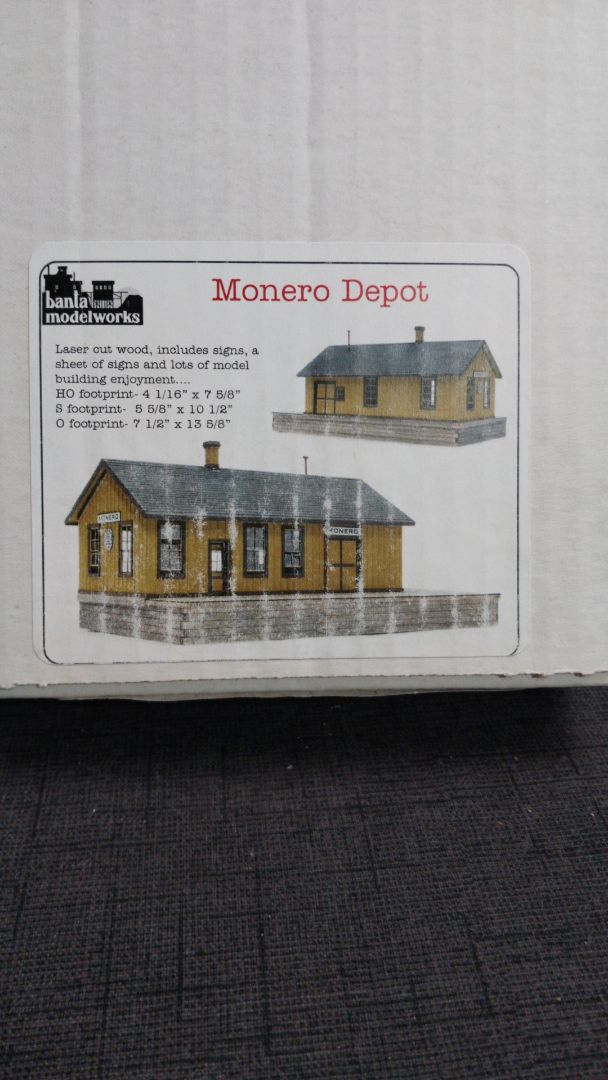 banta
modelworks
Monero Depot
Laser cut wood, includes signs, a
sheet of signs and lots of model
building enjoyment....
HO footprint- 4 1/16" x 7 5/8"
S footprint- 5 5/8" x 10 1/2"
O footprint- 7 1/2" x 13 5/8"
MONERO
MONERO